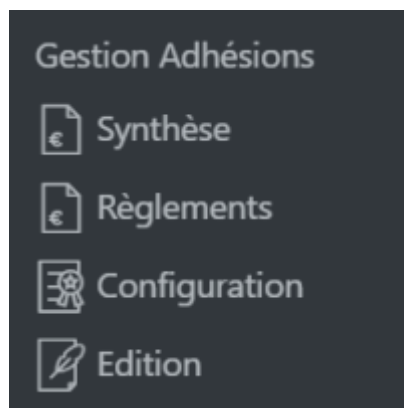 Gestion Adhésions
Synthèse
Règlements
Configuration
Edition